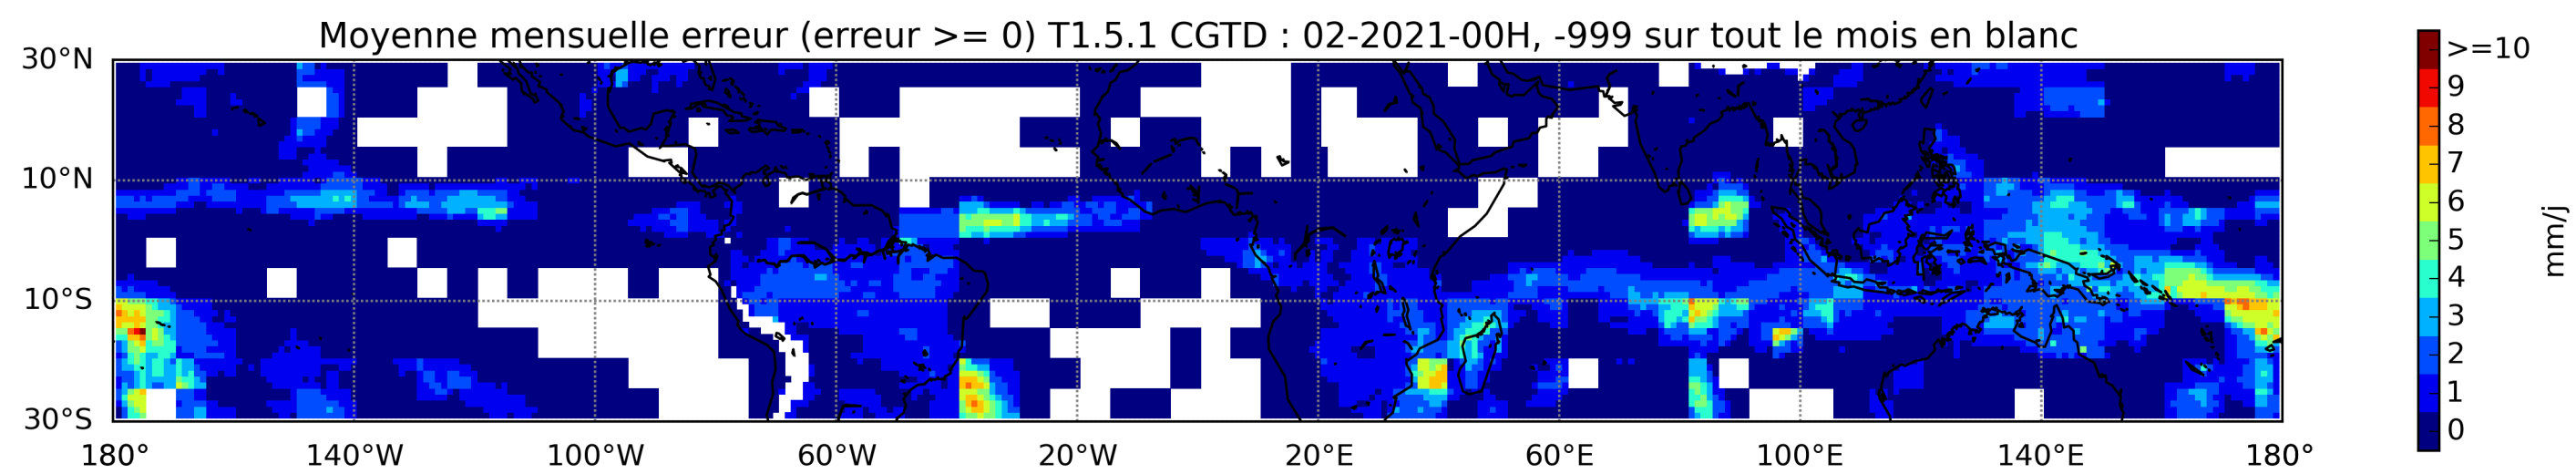 Moyenne mensuelle erreur (erreur >= 0) T1.5.1 CGTD : 02-2021-00H, -999 sur tout le mois en blanc
30°N
10°N
10°S
30°S
180°
140°W
100°W
60°W
20°W
20°E
60°E
100°E
140°E
180°
>=10
9
8
7
6
5
4
3
2
1
0
mm/j